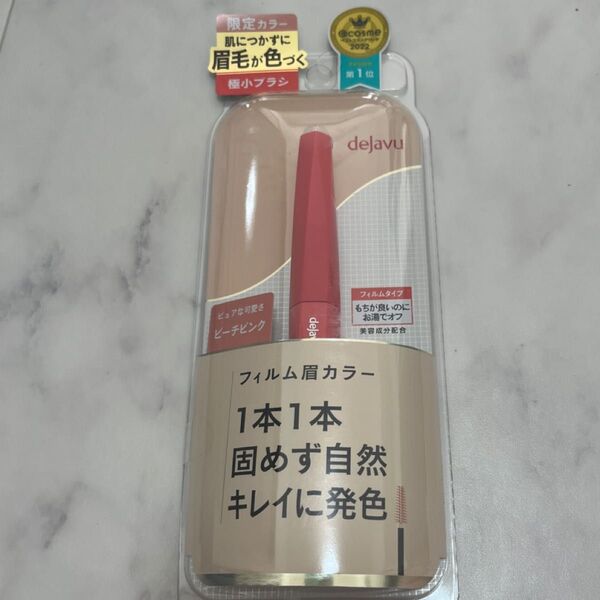 限定カラー
肌につかずに
眉毛が色づく
極小ブラシ
@cosme
2022
第1位
dejavu
フィルムタイプ
もちが良いのに
お湯でオフ
美容成分配合
ピュアな可愛さ
ピーチピンク
dejav
フィルム眉カラー
1本1本
固めず自然
キレイに発色